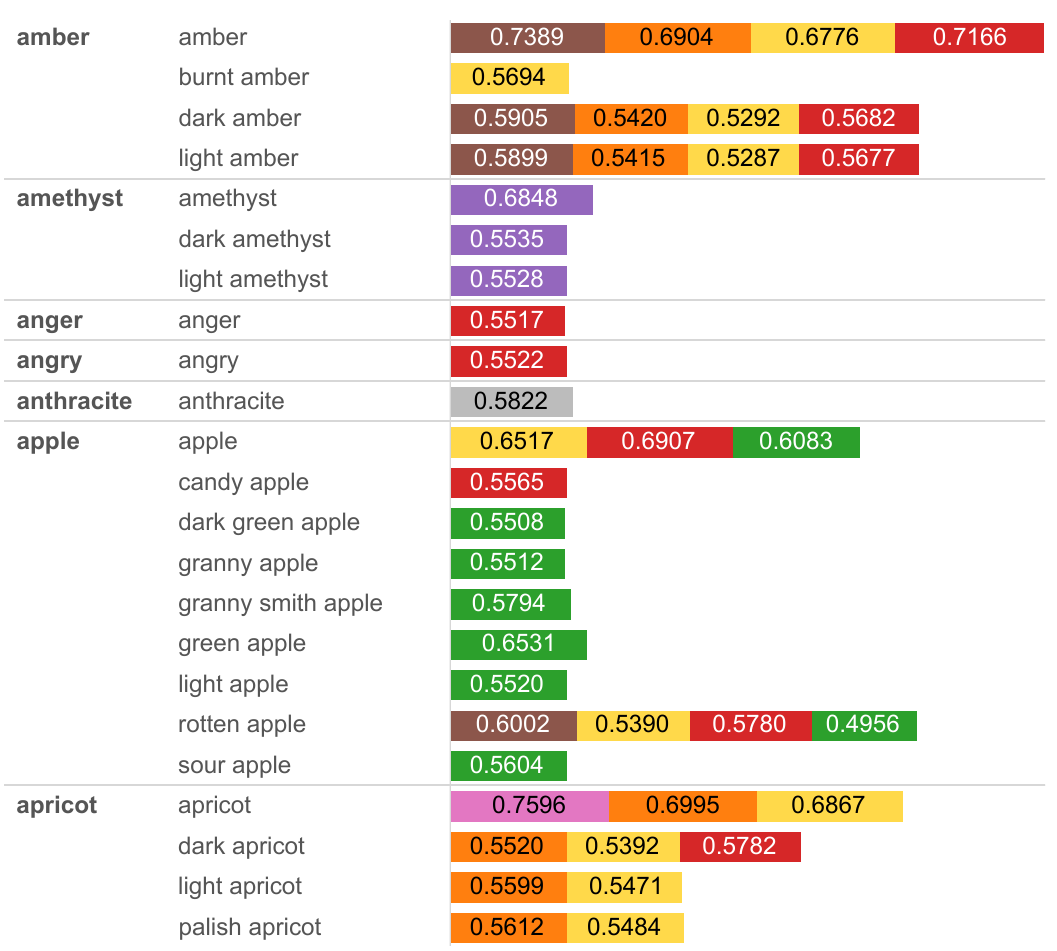 amber amber 0.7389 0.6904 0.6776 0.7166
burnt amber 0.5694
dark amber 0.5905 0.5420 0.5292 0.5682
light amber 0.5899 0.5415 0.5287 0.5677
amethyst amethyst 0.6848
dark amethyst 0.5535
light amethyst 0.5528
anger anger 0.5517
angry angry 0.5522
anthracite anthracite 0.5822
apple apple 0.6517 0.6907 0.6083
candy apple 0.5565
dark green apple 0.5508
granny apple 0.5512
granny smith apple 0.5794
green apple 0.6531
light apple 0.5520
rotten apple 0.6002 0.5390 0.5780 0.4956
sour apple 0.5604
apricot apricot 0.7596 0.6995 0.6867
dark apricot 0.5520 0.5392 0.5782
light apricot 0.5599 0.5471
palish apricot 0.5612 0.5484